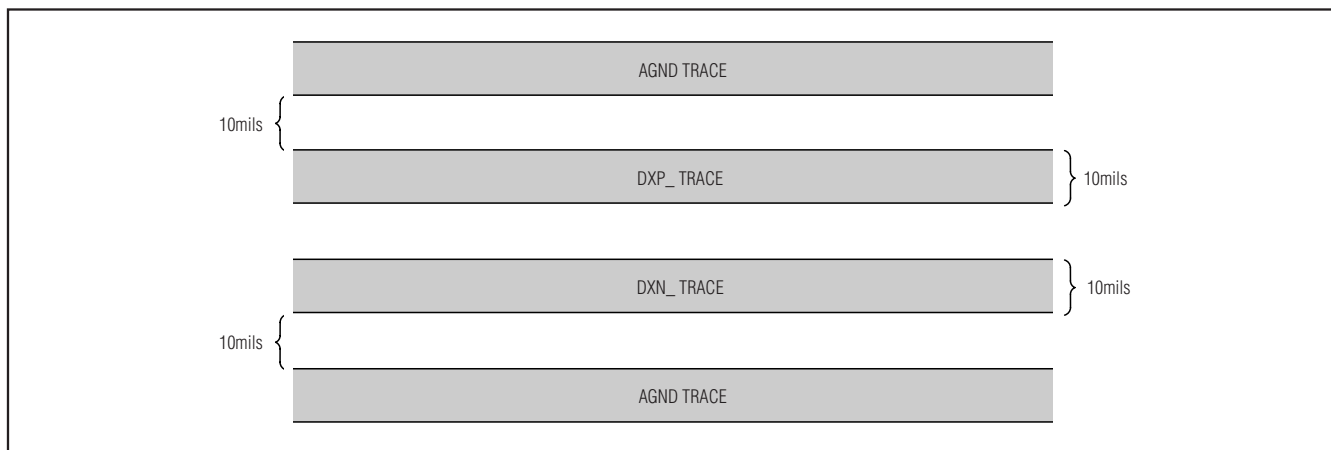 AGND TRACE
10mils
DXP_ TRACE
10mils
DXN_ TRACE
10mils
10mils
AGND TRACE